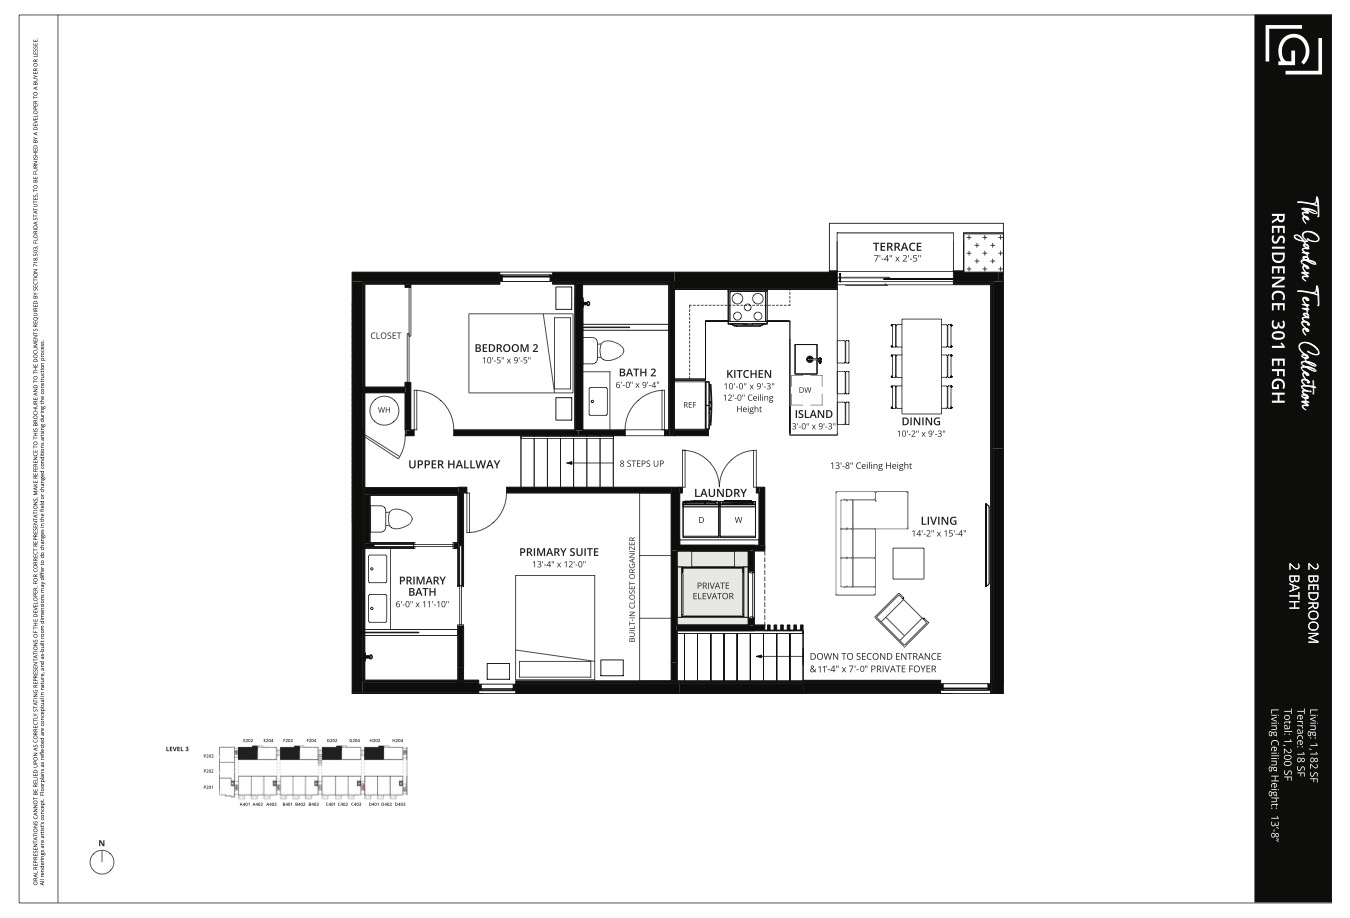 ORAL REPRESENTATIONS CANNOT BE RELIED UPON AS CORRECTLY STATING REPRESENTATIONS OF THE DEVELOPER. FOR CORRECT REPRESENTATIONS, MAKE REFERENCE TO THIS BROCHURE AND TO THE DOCUMENTS REQUIRED BY SECTION 718.503, FLORIDA STATUTES, TO BE FURNISHED BY A DEVELOPER TO A BUYER OR LESSEE.
All renderings are artist's concept. Floorplans as reflected are conceptual in nature, and as-built room dimensions may differ to do changes in the field or changed conditions arising during the construction process.
TERRACE
7'-4" x 2'-5"
CLOSET
BEDROOM 2
10'-5" x 9'-5"
BATH 2
6'-0" x 9'-4"
KITCHEN
10'-0" x 9'-3"
12'-0" Ceiling
Height
REF
DW
ISLAND
3'-0" x 9'-3"
DINING
10'-2" x 9'-3"
WH
UPPER HALLWAY
8 STEPS UP
13'-8" Ceiling Height
LAUNDRY
D
W
LIVING
14'-2" x 15'-4"
PRIMARY SUITE
13'-4" x 12'-0"
BUILT-IN CLOSET ORGANIZER
PRIMARY
BATH
6'-0" x 11'-10"
PRIVATE
ELEVATOR
DOWN TO SECOND ENTRANCE
& 11'-4" x 7'-0" PRIVATE FOYER
LEVEL 3
E202 E204 F202 F204 G202 G204 H202 H204
P203
P202
P201
A401 A402 A403 B401 B402 B403 C401 C402 C403 D401 D402 D403
N
G
The Garden Terrace Collection
RESIDENCE 301 EFGH
2 BEDROOM
2 BATH
Living: 1,182 SF
Terrace: 18 SF
Total: 1,200 SF
Living Ceiling Height: 13'-8"